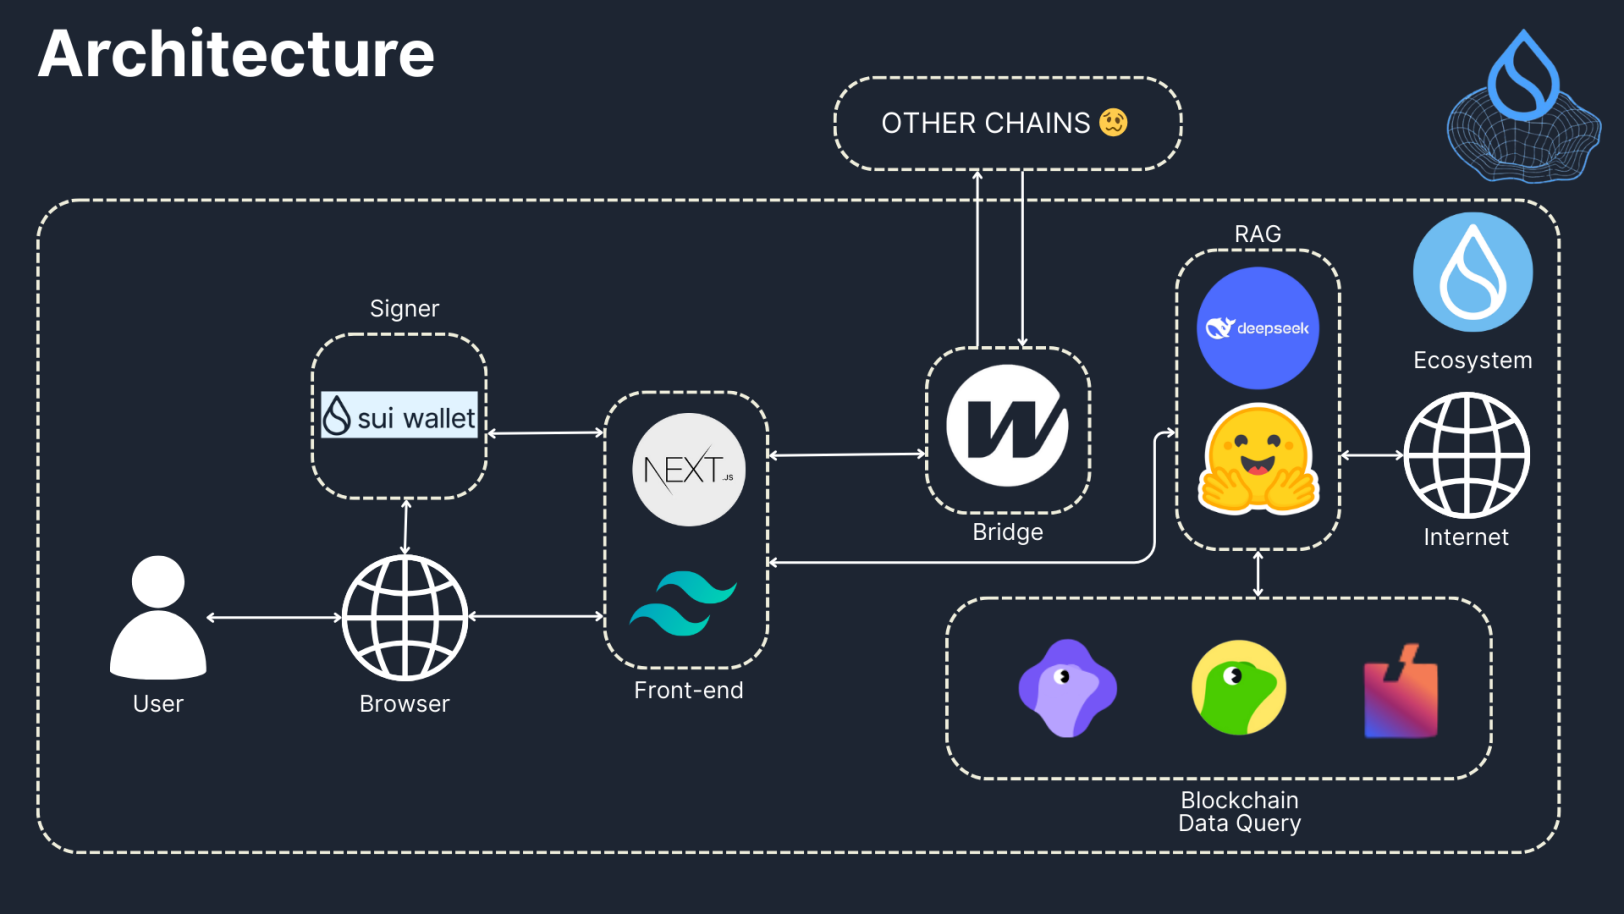 Architecture
OTHER CHAINS 🥴
RAG
deepseek
Ecosystem
Signer
sui wallet
NEXT.JS
W
Bridge
Internet
User
Browser
Front-end
Blockchain
Data Query